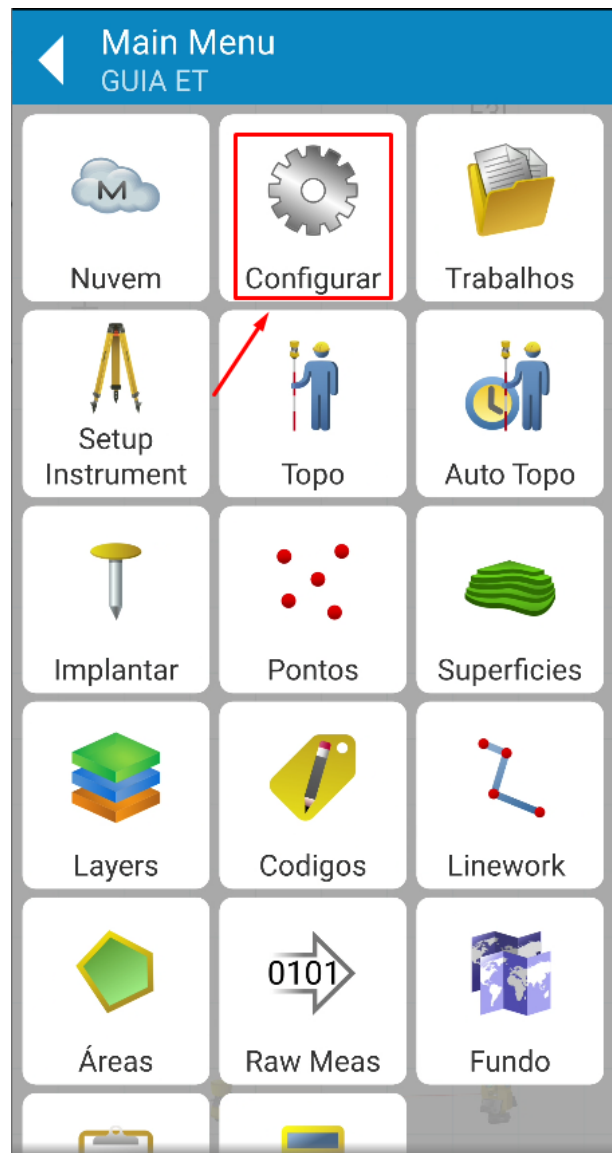 Main Menu
GUIA ET
M
Nuvem
Configurar
Trabalhos
Setup
Instrument
Topo
Auto Topo
Implantar
Pontos
Superficies
Layers
Codigos
Linework
Áreas
0101
Raw Meas
Fundo